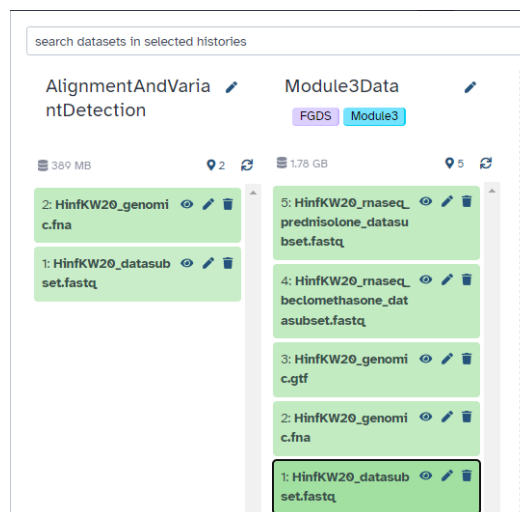 search datasets in selected histories
AlignmentAndVaria
ntDetection
389 MB
2
2: HinfKW20_genomi
c.fna
1: HinfKW20_datasub
set.fastq
Module3Data
FGDS
Module3
1.78 GB
5
5: HinfKW20_rnaseq_
prednisolone_datasu
bset.fastq
4: HinfKW20_rnaseq_
beclomethasone_dat
asubset.fastq
3: HinfKW20_genomi
c.gtf
2: HinfKW20_genomi
c.fna
1: HinfKW20_datasub
set.fastq